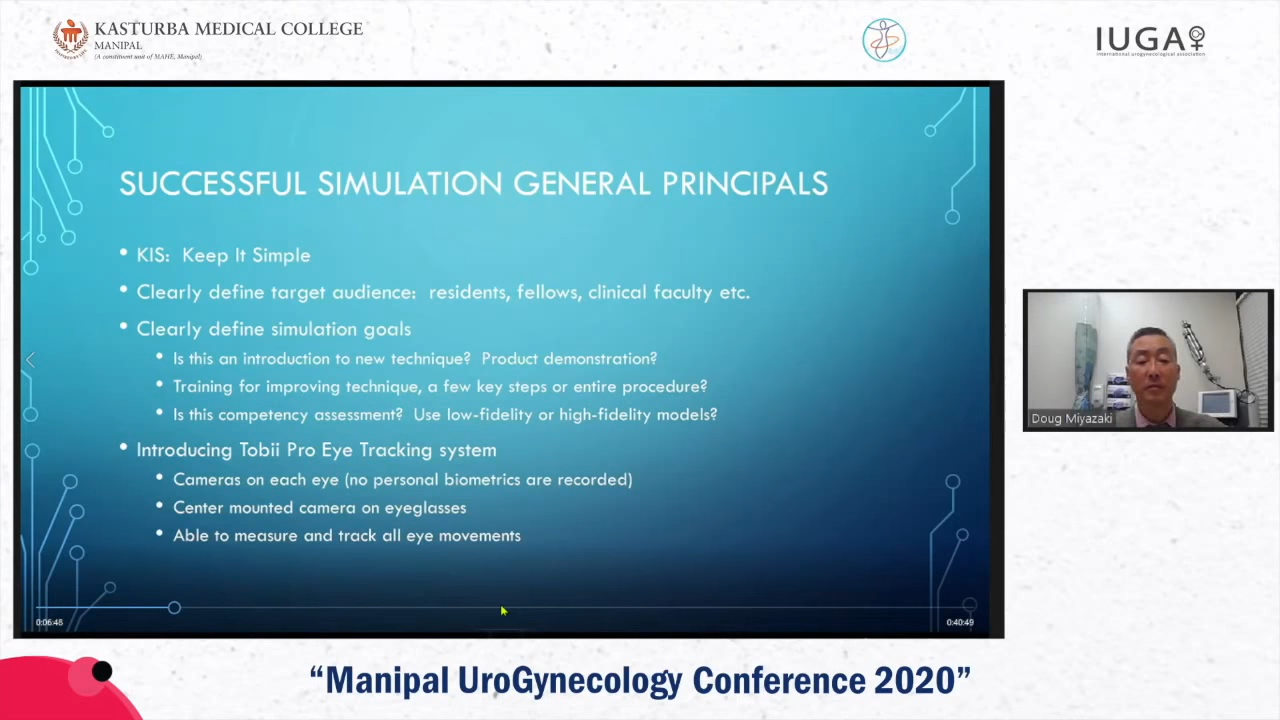 KASTURBA MEDICAL COLLEGE
MANIPAL
(A constituent unit of MAHE, Manipal)
IUGA
international urogynecological association
SUCCESSFUL SIMULATION GENERAL PRINCIPALS
• KIS: Keep It Simple
• Clearly define target audience: residents, fellows, clinical faculty etc.
• Clearly define simulation goals
• Is this an introduction to new technique? Product demonstration?
• Training for improving technique, a few key steps or entire procedure?
• Is this competency assessment? Use low-fidelity or high-fidelity models?
• Introducing Tobii Pro Eye Tracking system
• Cameras on each eye (no personal biometrics are recorded)
• Center mounted camera on eyeglasses
• Able to measure and track all eye movements
0:06:48
0:40:49
Doug Miyazaki
“Manipal UroGynecology Conference 2020”